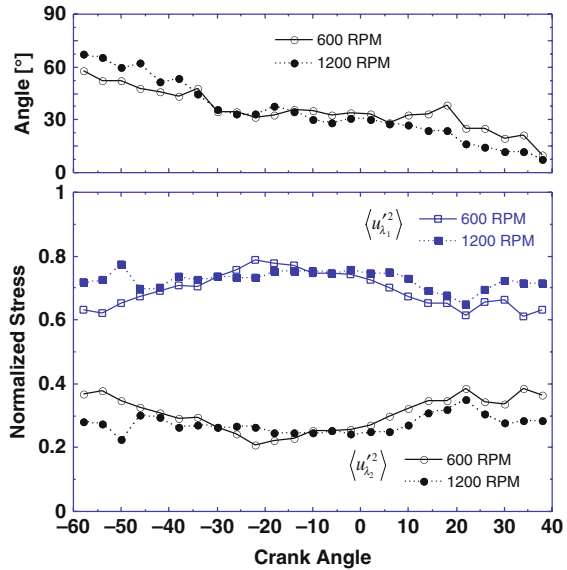 90
60
30
0
Angle [°]
600 RPM
1200 RPM
1
0.8
0.6
0.4
0.2
0
Normalized Stress
⟨u′²λ₁⟩
600 RPM
1200 RPM
⟨u′²λ₂⟩
600 RPM
1200 RPM
−60 −50 −40 −30 −20 −10 0 10 20 30 40
Crank Angle